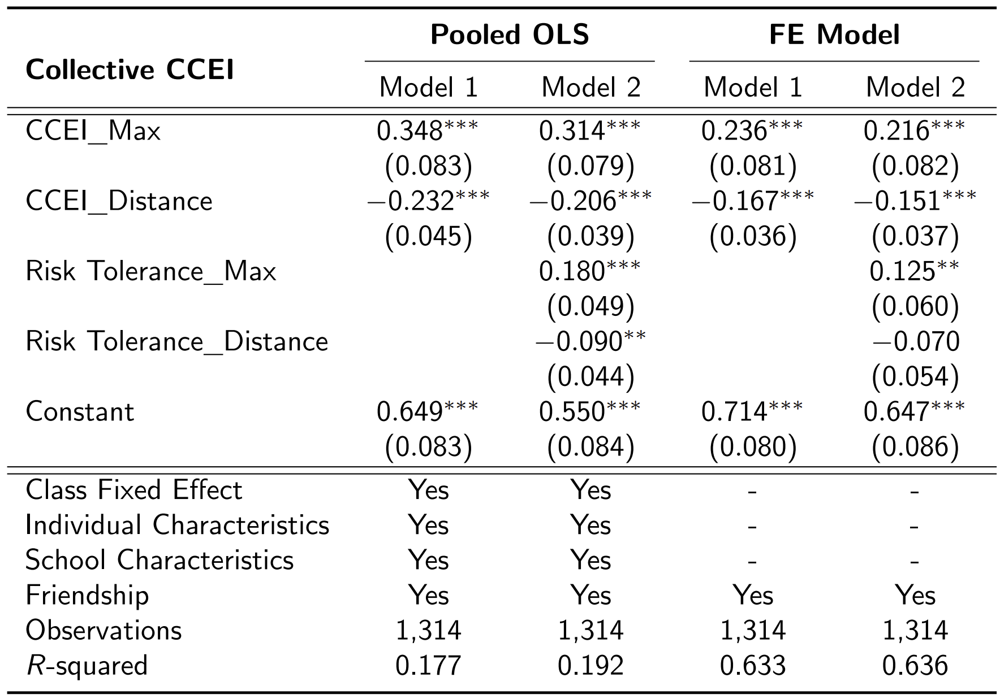 Pooled OLS FE Model
Collective CCEI
Model 1 Model 2 Model 1 Model 2
CCEI_Max 0.348*** 0.314*** 0.236*** 0.216***
(0.083) (0.079) (0.081) (0.082)
CCEI_Distance −0.232*** −0.206*** −0.167*** −0.151***
(0.045) (0.039) (0.036) (0.037)
Risk Tolerance_Max 0.180*** 0.125**
(0.049) (0.060)
Risk Tolerance_Distance −0.090** −0.070
(0.044) (0.054)
Constant 0.649*** 0.550*** 0.714*** 0.647***
(0.083) (0.084) (0.080) (0.086)
Class Fixed Effect Yes Yes - -
Individual Characteristics Yes Yes - -
School Characteristics Yes Yes - -
Friendship Yes Yes Yes Yes
Observations 1,314 1,314 1,314 1,314
R-squared 0.177 0.192 0.633 0.636